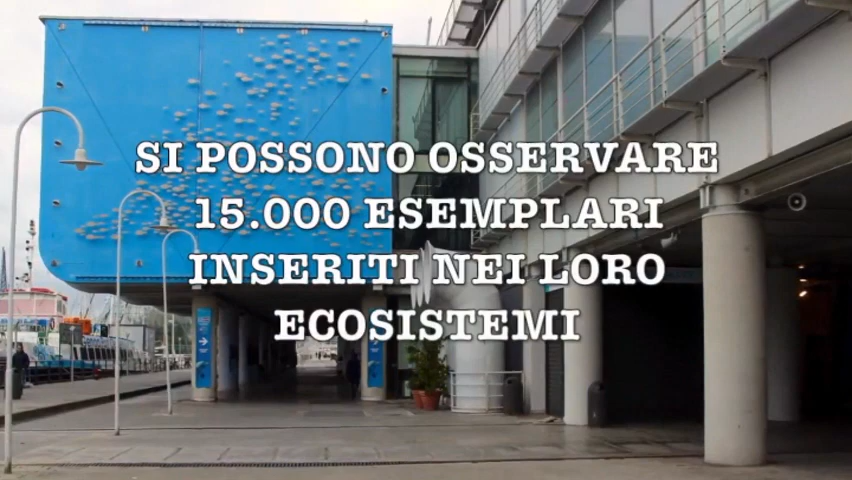 SI POSSONO OSSERVARE
15.000 ESEMPLARI
INSERITI NEI LORO
ECOSISTEMI